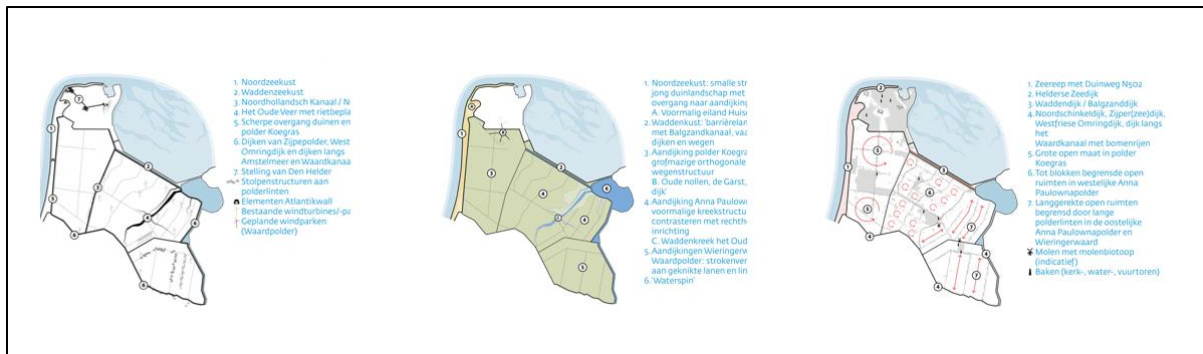 1. Noordzeekust
2. Waddenzeekust
3. Noordhollandsch Kanaal / N
4. Het Oude Veer met rietbepla
5. Scherpe overgang duinen en
polder Koegras
6. Dijken van Zijpepolder, West
Omringdijk en dijken langs
Amstelmeer en Waardkanaa
7. Stelling van Den Helder
Stolpenstructuren aan
polderlinten
Elementen Atlantikwall
Bestaande windturbines/-pa
Geplande windparken
(Waardpolder)
1. Noordzeekust: smalle str
jong duinlandschap met
overgang naar aandijking
A. Voormalig eiland Huis
2. Waddenkust: 'barrièrelan
met Balgzandkanaal, vaa
dijken en wegen
3. Aandijking polder Koegra
grofmazige orthogonale
wegenstructuur
B. Oude nollen, de Garst,
dijk'
4. Aandijking Anna Paulown
voormalige kreekstructu
contrasteren met rechth
inrichting
C. Waddenkreek het Oud
5. Aandijkingen Wieringerw
Waardpolder: strokenver
aan geknikte lanen en lin
6. 'Waterspin'
1. Zeereep met Duinweg N502
2. Helderse Zeedijk
3. Waddendijk / Balgzanddijk
4. Noordschinkeldijk, Zijper(zee)dijk,
Westfriese Omringdijk, dijk langs
het
Waardkanaal met bomenrijen
5. Grote open maat in polder
Koegras
6. Tot blokken begrensde open
ruimten in westelijke Anna
Paulownapolder
7. Langgerekte open ruimten
begrensd door lange
polderlinten in de oostelijke
Anna Paulownapolder en
Wieringerwaard
Molen met molenbiotoop
(indicatief)
Baken (kerk-, water-, vuurtoren)